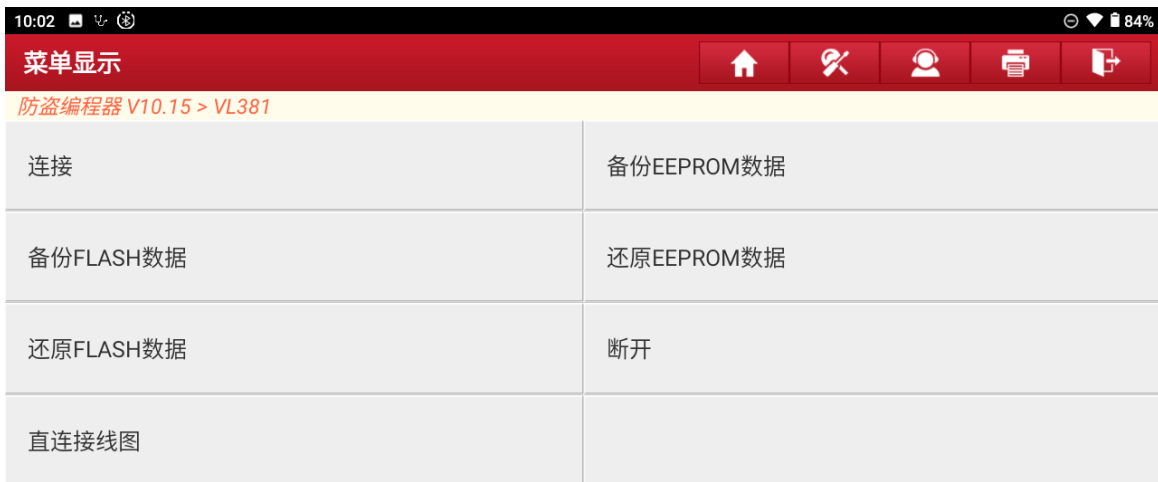 10:02 84%
菜单显示
防盗编程器 V10.15 > VL381
连接 备份EEPROM数据
备份FLASH数据 还原EEPROM数据
还原FLASH数据 断开
直连接线图